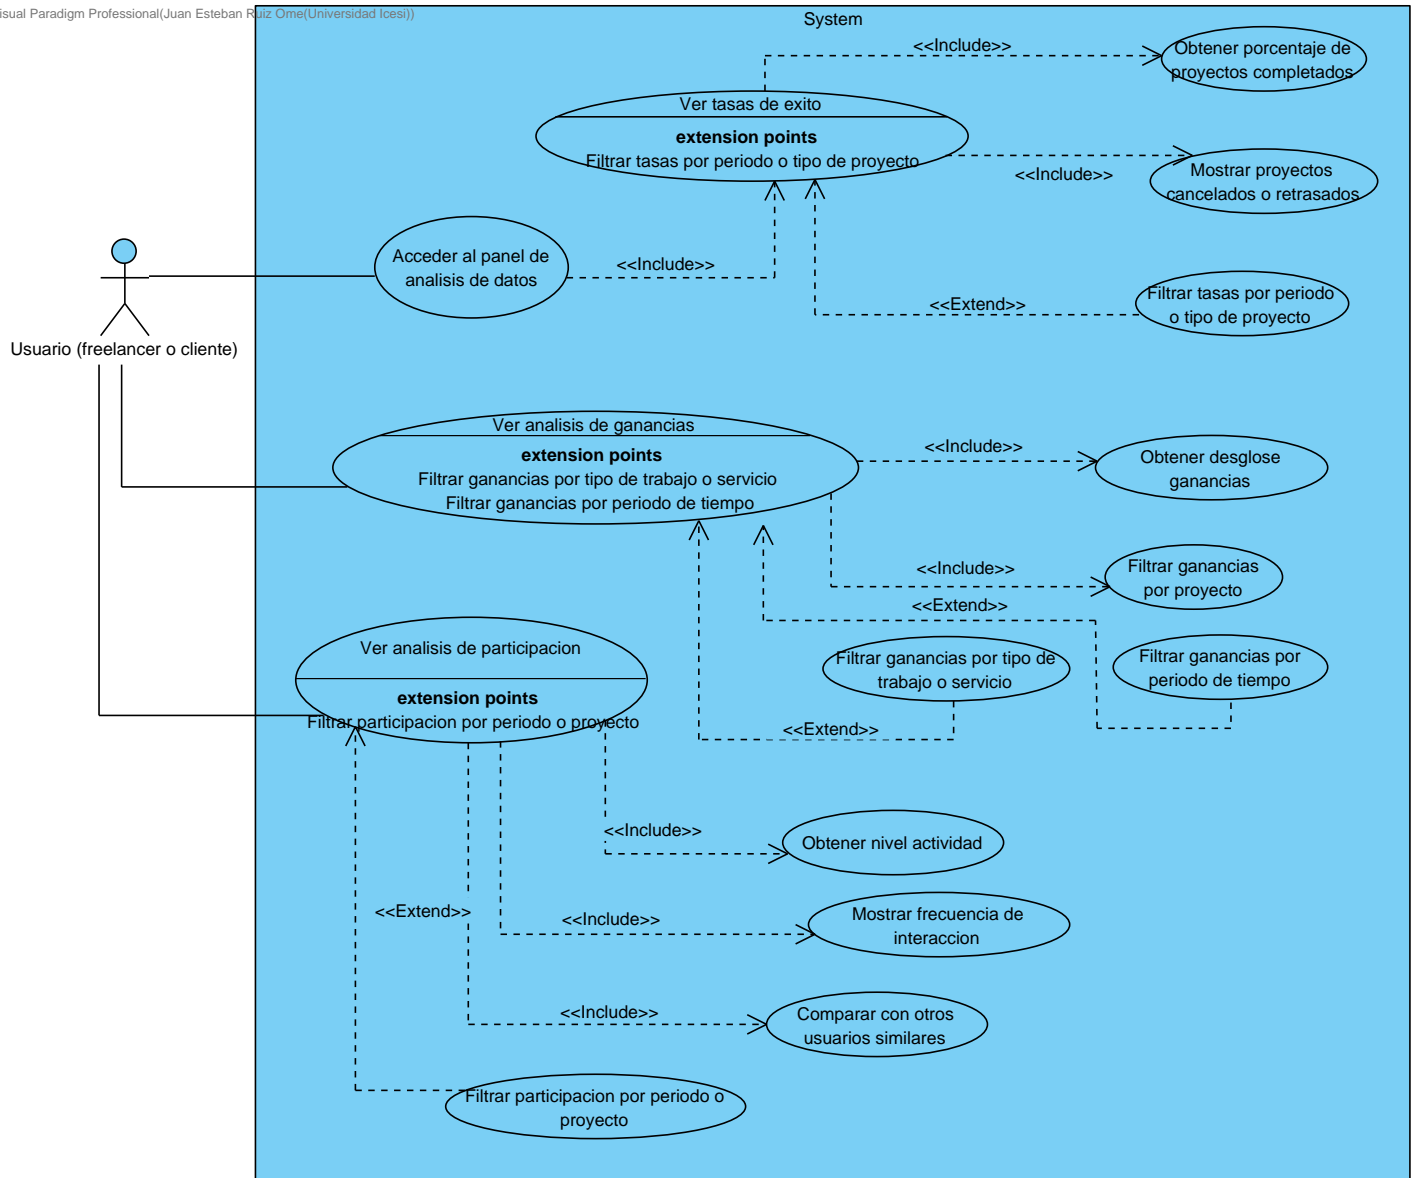 isual Paradigm Professional(Juan Esteban Ruiz Ome(Universidad Icesi))
System
<<Include>>
Obtener porcentaje de
proyectos completados
Ver tasas de exito
extension points
Filtrar tasas por periodo o tipo de proyecto
<<Include>>
Mostrar proyectos
cancelados o retrasados
Acceder al panel de
analisis de datos
<<Include>>
<<Extend>>
Filtrar tasas por periodo
o tipo de proyecto
Usuario (freelancer o cliente)
Ver analisis de ganancias
extension points
Filtrar ganancias por tipo de trabajo o servicio
Filtrar ganancias por periodo de tiempo
<<Include>>
Obtener desglose
ganancias
<<Include>>
Filtrar ganancias
por proyecto
<<Extend>>
Ver analisis de participacion
extension points
Filtrar participacion por periodo o proyecto
Filtrar ganancias por tipo de
trabajo o servicio
Filtrar ganancias por
periodo de tiempo
<<Extend>>
<<Include>>
Obtener nivel actividad
<<Extend>>
<<Include>>
Mostrar frecuencia de
interaccion
<<Include>>
Comparar con otros
usuarios similares
Filtrar participacion por periodo o
proyecto